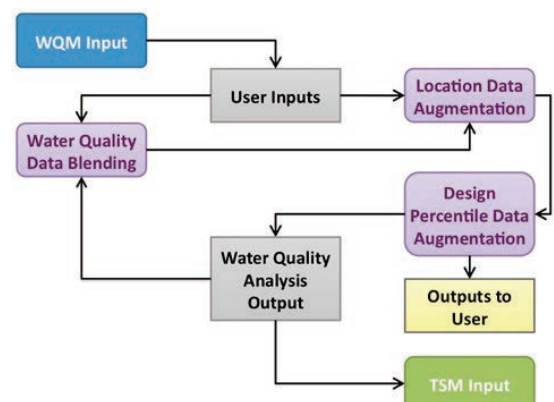 WQM Input
User Inputs
Location Data
Augmentation
Water Quality
Data Blending
Design
Percentile Data
Augmentation
Water Quality
Analysis
Output
Outputs to
User
TSM Input